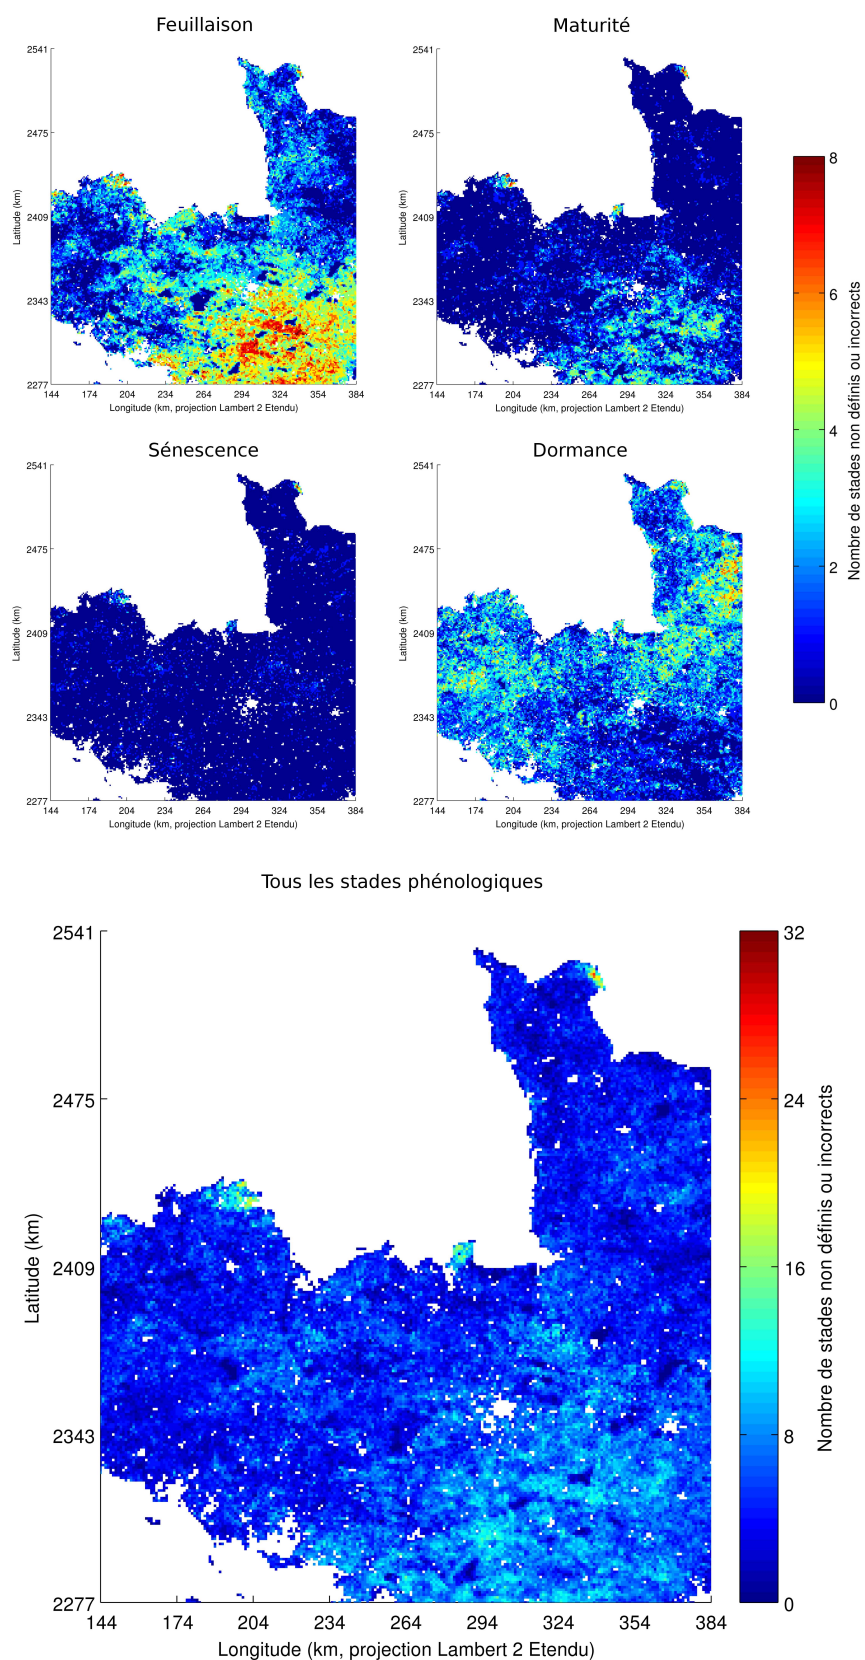 Feuillaison
Maturité
2541
2475
2409
2343
2277
144 174 204 234 264 294 324 354 384
Latitude (km)
Longitude (km, projection Lambert 2 Etendu)
2541
2475
2409
2343
2277
144 174 204 234 264 294 324 354 384
Latitude (km)
Longitude (km, projection Lambert 2 Etendu)
8
6
4
2
0
Nombre de stades non définis ou incorrects
Sénescence
Dormance
2541
2475
2409
2343
2277
144 174 204 234 264 294 324 354 384
Latitude (km)
Longitude (km, projection Lambert 2 Etendu)
2541
2475
2409
2343
2277
144 174 204 234 264 294 324 354 384
Latitude (km)
Longitude (km, projection Lambert 2 Etendu)
Tous les stades phénologiques
2541
2475
2409
2343
2277
144 174 204 234 264 294 324 354 384
Latitude (km)
Longitude (km, projection Lambert 2 Etendu)
32
24
16
8
0
Nombre de stades non définis ou incorrects